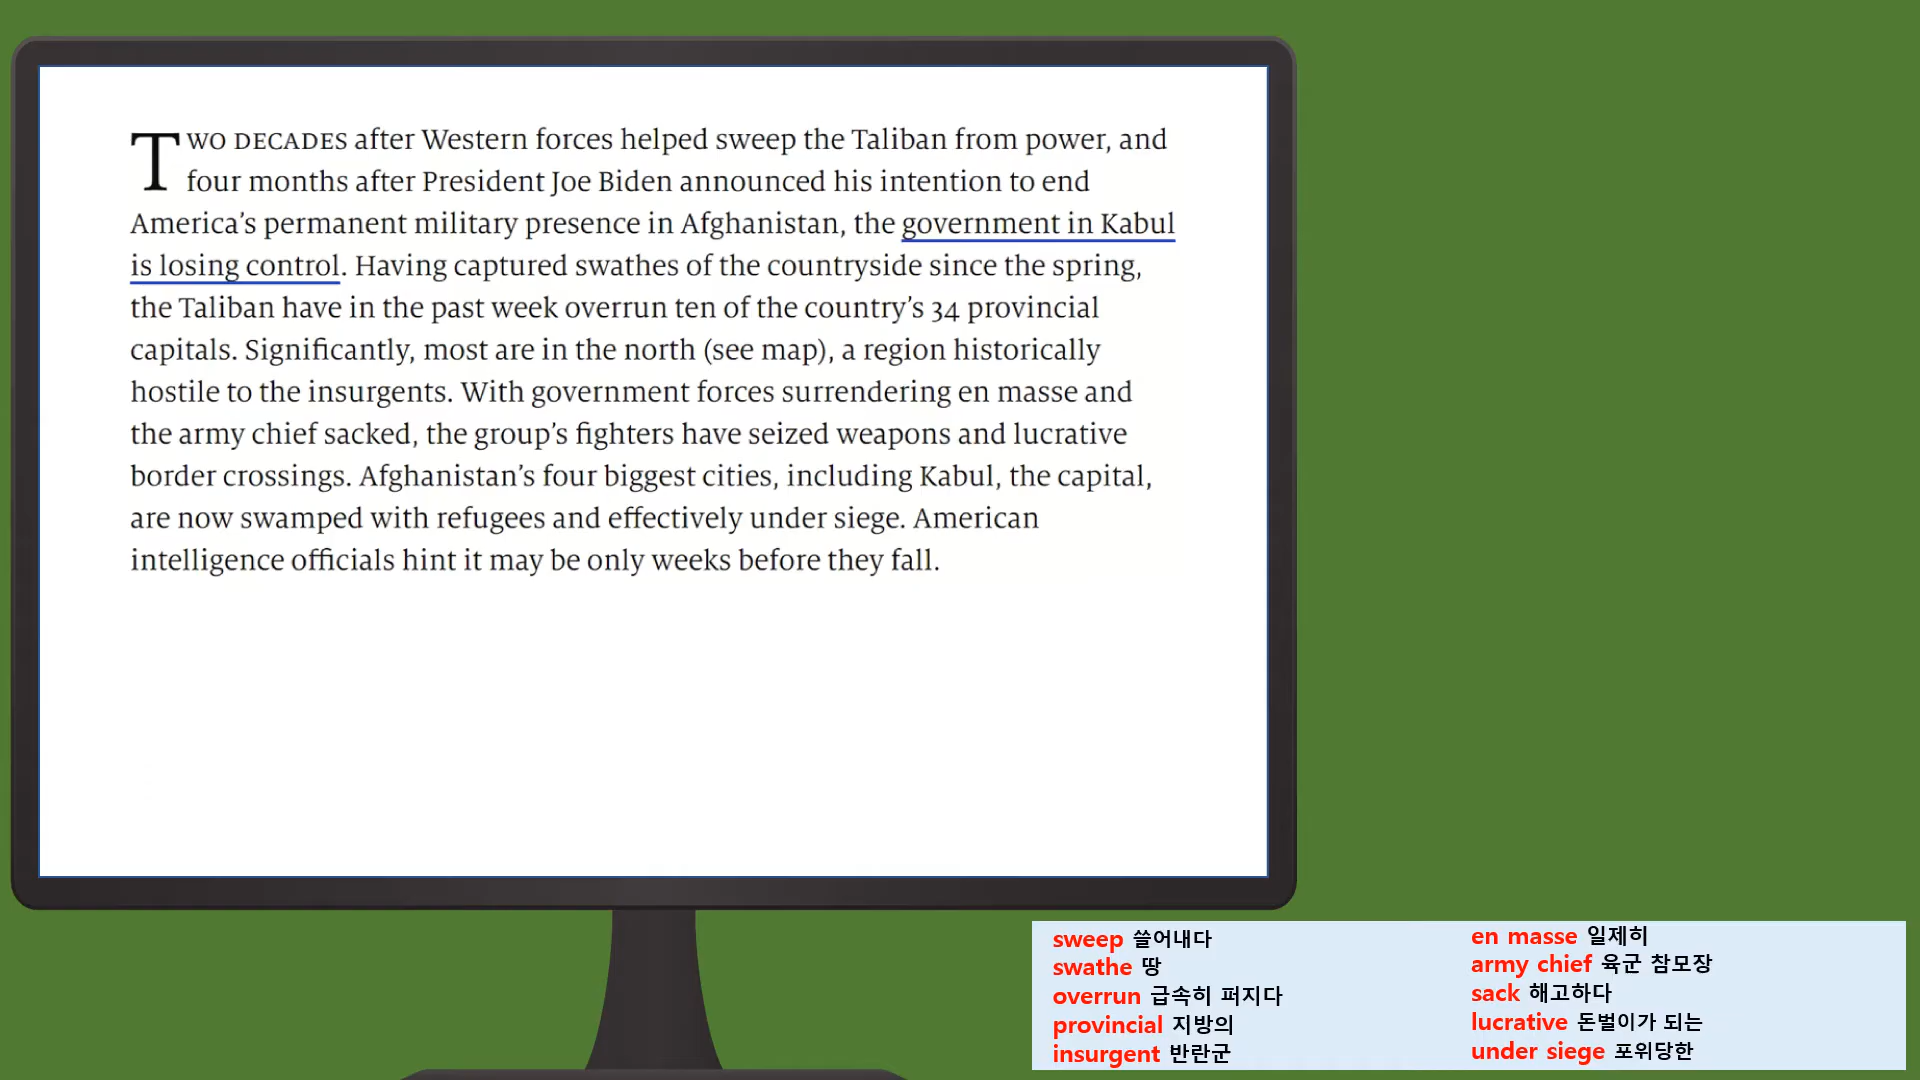 TWO DECADES after Western forces helped sweep the Taliban from power, and
four months after President Joe Biden announced his intention to end
America’s permanent military presence in Afghanistan, the government in Kabul
is losing control. Having captured swathes of the countryside since the spring,
the Taliban have in the past week overrun ten of the country’s 34 provincial
capitals. Significantly, most are in the north (see map), a region historically
hostile to the insurgents. With government forces surrendering en masse and
the army chief sacked, the group’s fighters have seized weapons and lucrative
border crossings. Afghanistan’s four biggest cities, including Kabul, the capital,
are now swamped with refugees and effectively under siege. American
intelligence officials hint it may be only weeks before they fall.
sweep 쓸어내다
swathe 땅
overrun 급속히 퍼지다
provincial 지방의
insurgent 반란군
en masse 일제히
army chief 육군 참모장
sack 해고하다
lucrative 돈벌이가 되는
under siege 포위당한